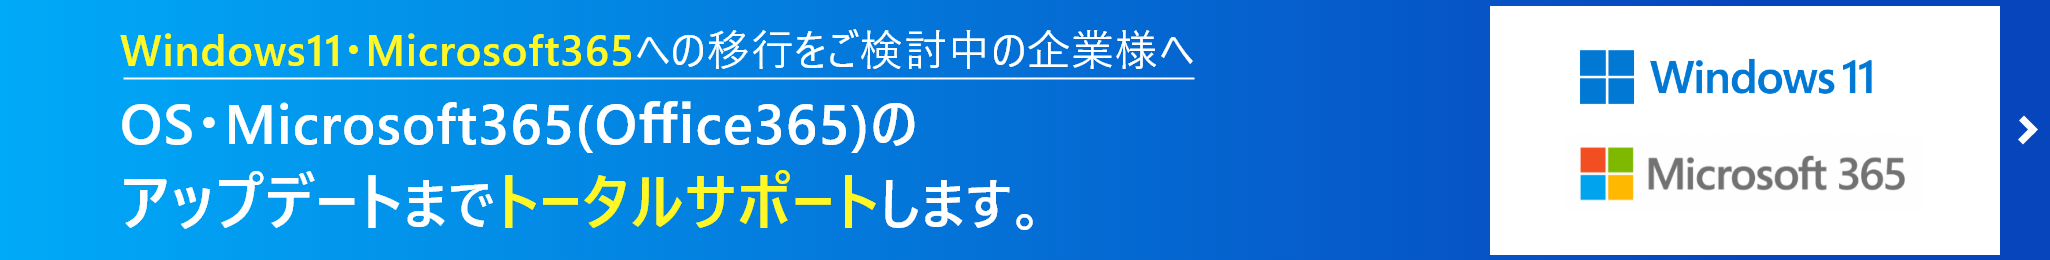 Windows11・Microsoft365への移行をご検討中の企業様へ
OS・Microsoft365(Office365)の
アップデートまでトータルサポートします。
Windows 11
Microsoft 365